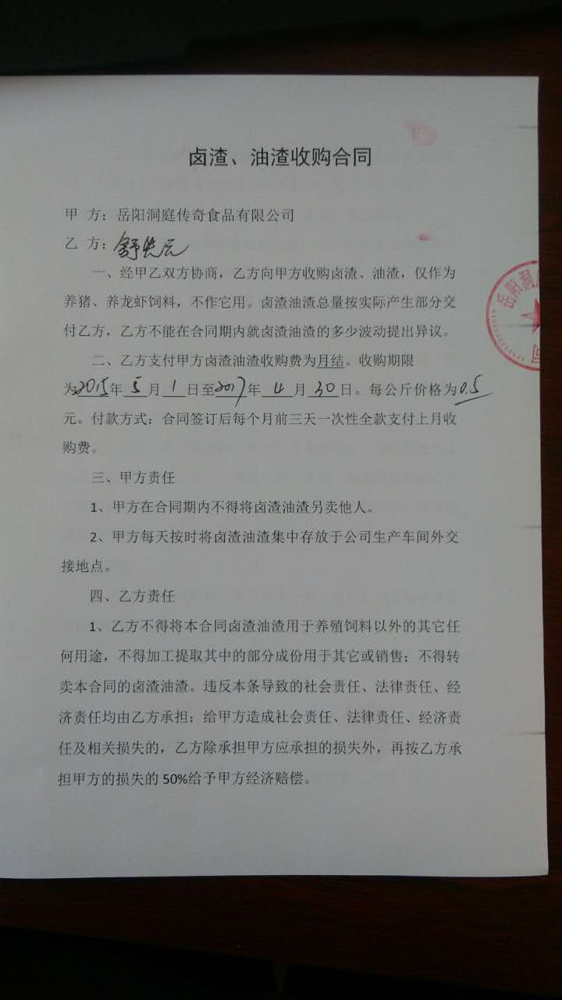 卤渣、油渣收购合同
甲 方：岳阳洞庭传奇食品有限公司
乙 方：舒
一、经甲乙双方协商，乙方向甲方收购卤渣、油渣，仅作为
养猪、养龙虾饲料，不作它用。卤渣油渣总量按实际产生部分交
付乙方，乙方不能在合同期内就卤渣油渣的多少波动提出异议。
二、乙方支付甲方卤渣油渣收购费为月结。收购期限
为2015年5月1日至2017年4月30日。每公斤价格为0.5
元。付款方式：合同签订后每个月前三天一次性全款支付上月收
购费。
三、甲方责任
1、甲方在合同期内不得将卤渣油渣另卖他人。
2、甲方每天按时将卤渣油渣集中存放于公司生产车间外交
接地点。
四、乙方责任
1、乙方不得将本合同卤渣油渣用于养殖饲料以外的其它任
何用途，不得加工提取其中的部分成份用于其它或销售；不得转
卖本合同的卤渣油渣。违反本条导致的社会责任、法律责任、经
济责任均由乙方承担；给甲方造成社会责任、法律责任、经济责
任及相关损失的，乙方除承担甲方应承担的损失外，再按乙方承
担甲方的损失的 50%给予甲方经济赔偿。
岳阳洞
司